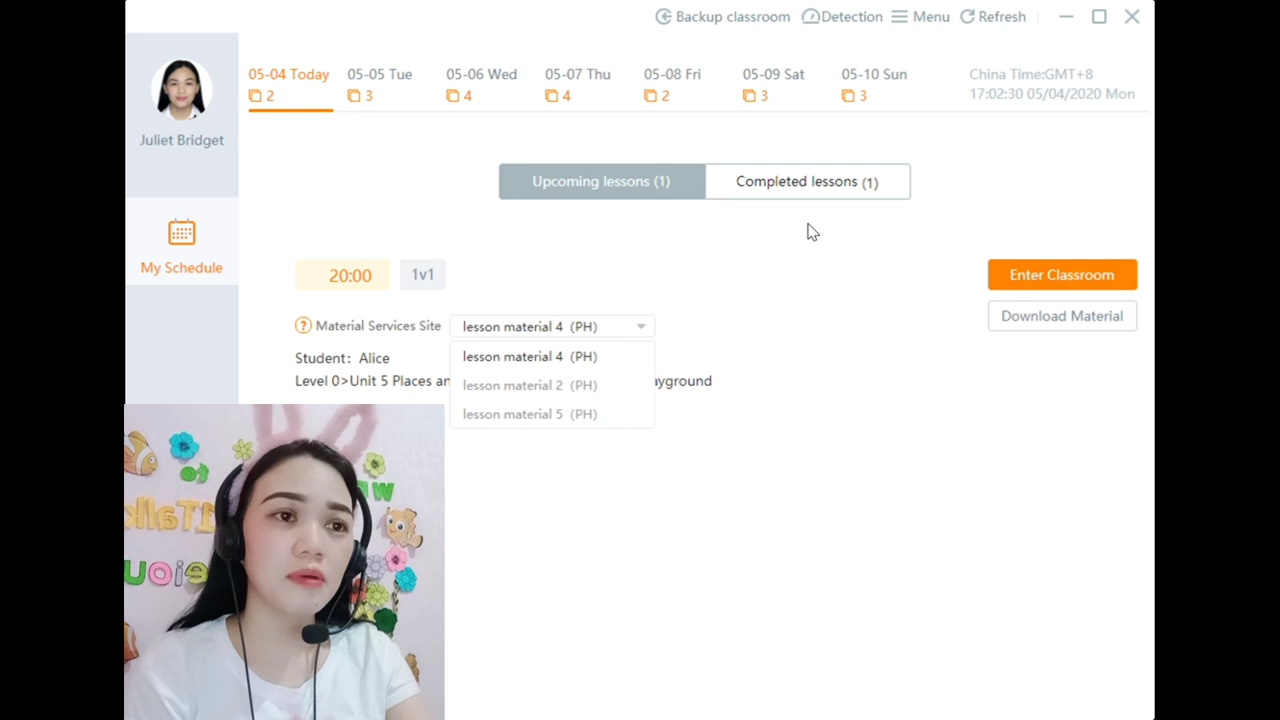 Backup classroom Detection Menu Refresh
05-04 Today 05-05 Tue 05-06 Wed 05-07 Thu 05-08 Fri 05-09 Sat 05-10 Sun China Time:GMT+8
2 3 4 4 2 3 3 17:02:30 05/04/2020 Mon
Juliet Bridget
Upcoming lessons (1) Completed lessons (1)
My Schedule
20:00 1v1 Enter Classroom
? Material Services Site lesson material 4 (PH) Download Material
Student: Alice lesson material 4 (PH)
Level 0>Unit 5 Places an yground
lesson material 2 (PH)
lesson material 5 (PH)
to
51Talk
aeiou